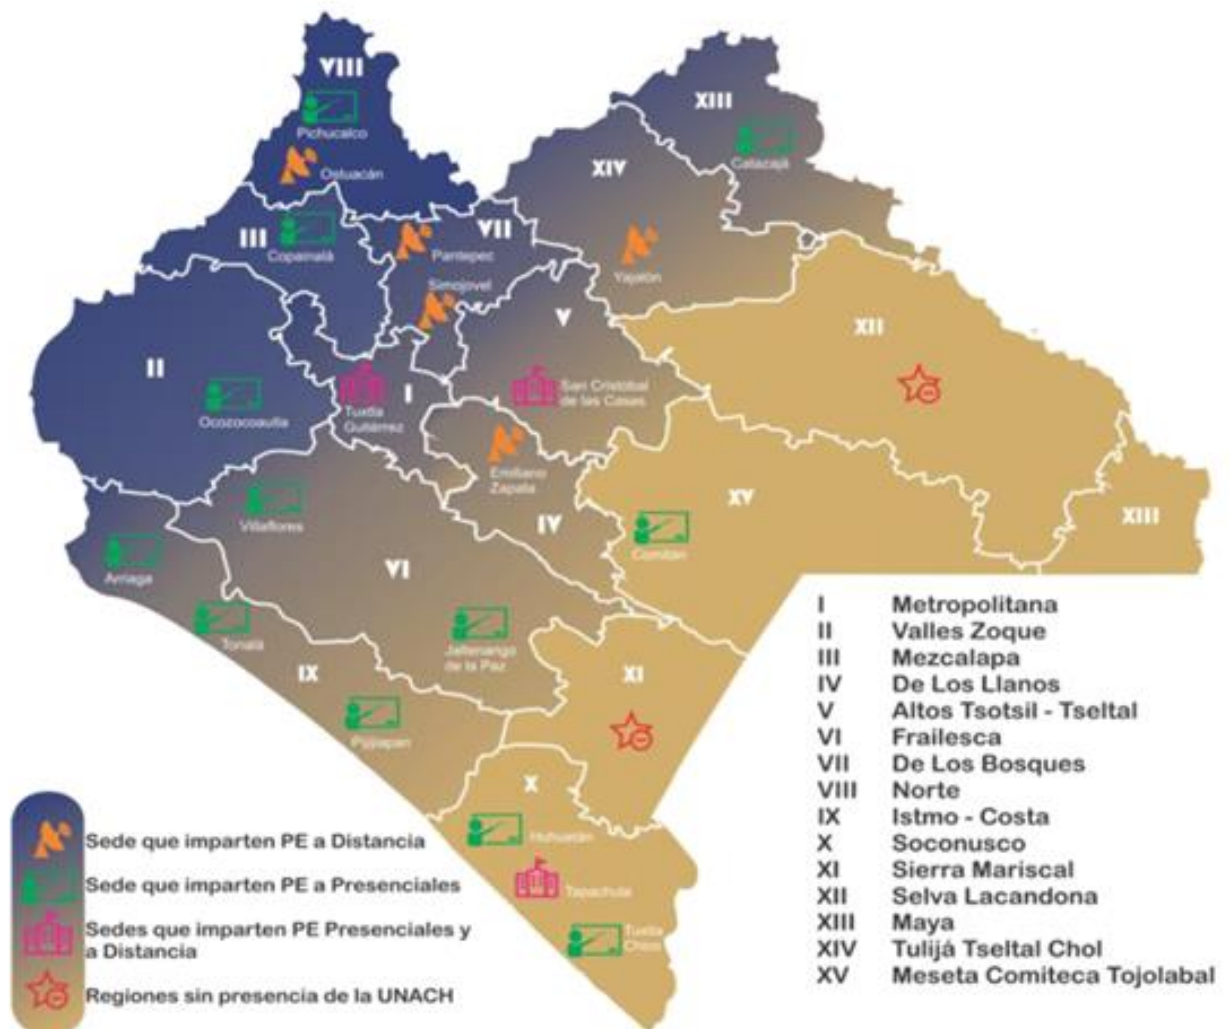 VIII
Pichucalco
Ostuacán
XIII
Catazajá
XIV
III
Copainalá
VII
Pantepec
Yajalón
Simojovel
V
XII
II
Ocozocoautla
Tuxtla
Gutiérrez
I
San Cristóbal
de las Casas
Emiliano
Zapata
XV
Villaflores
IV
Comitán
XIII
Arriaga
VI
Tonalá
Jaltenango
de la Paz
IX
XI
Pijijiapan
X
Huehuetán
Tapachula
Tuxtla
Chico
I Metropolitana
II Valles Zoque
III Mezcalapa
IV De Los Llanos
V Altos Tsotsil - Tseltal
VI Frailesca
VII De Los Bosques
VIII Norte
IX Istmo - Costa
X Soconusco
XI Sierra Mariscal
XII Selva Lacandona
XIII Maya
XIV Tulijá Tseltal Chol
XV Meseta Comiteca Tojolabal
Sede que imparten PE a Distancia
Sede que imparten PE a Presenciales
Sedes que imparten PE Presenciales y
a Distancia
Regiones sin presencia de la UNACH